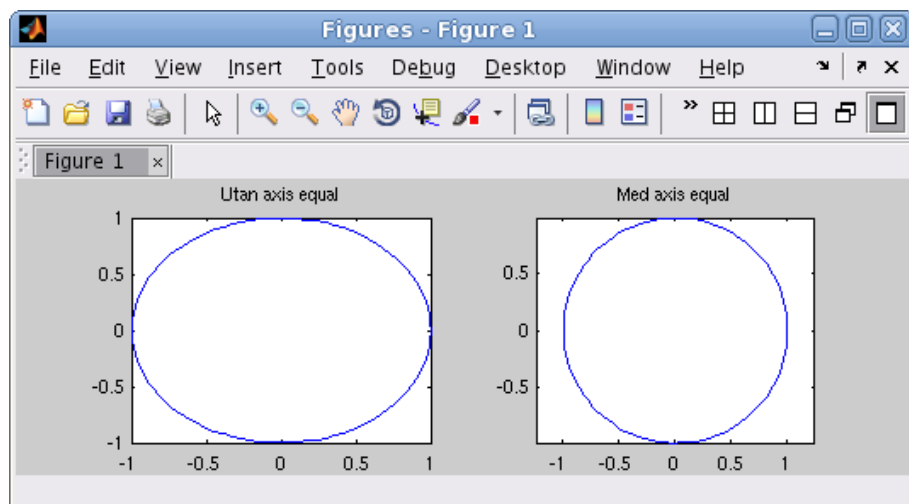 Figures - Figure 1
File Edit View Insert Tools Debug Desktop Window Help
Figure 1
Utan axis equal
1
0.5
0
-0.5
-1
-1 -0.5 0 0.5 1
Med axis equal
0.5
0
-0.5
-1 -0.5 0 0.5 1